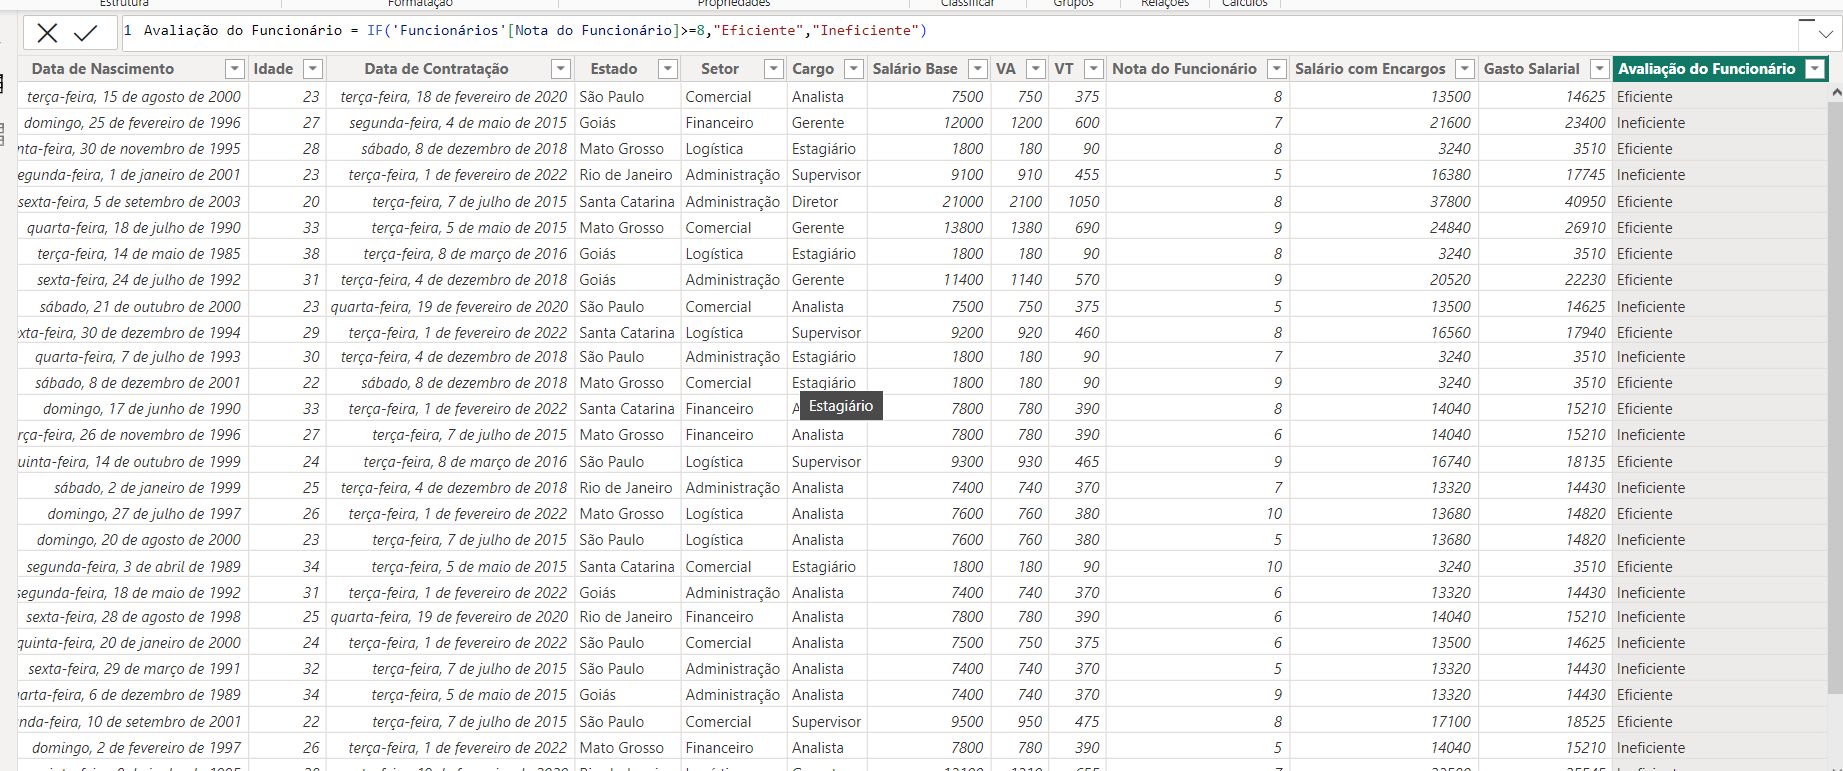 Estrutura Formatação Propriedades Classificar Grupos Relações Cálculos
1 Avaliação do Funcionário = IF('Funcionários'[Nota do Funcionário]>=8,"Eficiente","Ineficiente")
Data de Nascimento Idade Data de Contratação Estado Setor Cargo Salário Base VA VT Nota do Funcionário Salário com Encargos Gasto Salarial Avaliação do Funcionário
terça-feira, 15 de agosto de 2000 23 terça-feira, 18 de fevereiro de 2020 São Paulo Comercial Analista 7500 750 375 8 13500 14625 Eficiente
domingo, 25 de fevereiro de 1996 27 segunda-feira, 4 de maio de 2015 Goiás Financeiro Gerente 12000 1200 600 7 21600 23400 Ineficiente
nta-feira, 30 de novembro de 1995 28 sábado, 8 de dezembro de 2018 Mato Grosso Logística Estagiário 1800 180 90 8 3240 3510 Eficiente
egunda-feira, 1 de janeiro de 2001 23 terça-feira, 1 de fevereiro de 2022 Rio de Janeiro Administração Supervisor 9100 910 455 5 16380 17745 Ineficiente
sexta-feira, 5 de setembro de 2003 20 terça-feira, 7 de julho de 2015 Santa Catarina Administração Diretor 21000 2100 1050 8 37800 40950 Eficiente
quarta-feira, 18 de julho de 1990 33 terça-feira, 5 de maio de 2015 Mato Grosso Comercial Gerente 13800 1380 690 9 24840 26910 Eficiente
terça-feira, 14 de maio de 1985 38 terça-feira, 8 de março de 2016 Goiás Logística Estagiário 1800 180 90 8 3240 3510 Eficiente
sexta-feira, 24 de julho de 1992 31 terça-feira, 4 de dezembro de 2018 Goiás Administração Gerente 11400 1140 570 9 20520 22230 Eficiente
sábado, 21 de outubro de 2000 23 quarta-feira, 19 de fevereiro de 2020 São Paulo Comercial Analista 7500 750 375 5 13500 14625 Ineficiente
exta-feira, 30 de dezembro de 1994 29 terça-feira, 1 de fevereiro de 2022 Santa Catarina Logística Supervisor 9200 920 460 8 16560 17940 Eficiente
quarta-feira, 7 de julho de 1993 30 terça-feira, 4 de dezembro de 2018 São Paulo Administração Estagiário 1800 180 90 7 3240 3510 Ineficiente
sábado, 8 de dezembro de 2001 22 sábado, 8 de dezembro de 2018 Mato Grosso Comercial Estagiário 1800 180 90 9 3240 3510 Eficiente
domingo, 17 de junho de 1990 33 terça-feira, 1 de fevereiro de 2022 Santa Catarina Financeiro Estagiário 7800 780 390 8 14040 15210 Eficiente
rça-feira, 26 de novembro de 1996 27 terça-feira, 7 de julho de 2015 Mato Grosso Financeiro Analista 7800 780 390 6 14040 15210 Ineficiente
uinta-feira, 14 de outubro de 1999 24 terça-feira, 8 de março de 2016 São Paulo Logística Supervisor 9300 930 465 9 16740 18135 Eficiente
sábado, 2 de janeiro de 1999 25 terça-feira, 4 de dezembro de 2018 Rio de Janeiro Administração Analista 7400 740 370 7 13320 14430 Ineficiente
domingo, 27 de julho de 1997 26 terça-feira, 1 de fevereiro de 2022 Mato Grosso Logística Analista 7600 760 380 10 13680 14820 Eficiente
domingo, 20 de agosto de 2000 23 terça-feira, 7 de julho de 2015 São Paulo Logística Analista 7600 760 380 5 13680 14820 Ineficiente
segunda-feira, 3 de abril de 1989 34 terça-feira, 5 de maio de 2015 Santa Catarina Comercial Estagiário 1800 180 90 10 3240 3510 Eficiente
segunda-feira, 18 de maio de 1992 31 terça-feira, 1 de fevereiro de 2022 Goiás Administração Analista 7400 740 370 6 13320 14430 Ineficiente
sexta-feira, 28 de agosto de 1998 25 quarta-feira, 19 de fevereiro de 2020 Rio de Janeiro Financeiro Analista 7800 780 390 6 14040 15210 Ineficiente
quinta-feira, 20 de janeiro de 2000 24 terça-feira, 1 de fevereiro de 2022 São Paulo Comercial Analista 7500 750 375 6 13500 14625 Ineficiente
sexta-feira, 29 de março de 1991 32 terça-feira, 7 de julho de 2015 São Paulo Administração Analista 7400 740 370 5 13320 14430 Ineficiente
arta-feira, 6 de dezembro de 1989 34 terça-feira, 5 de maio de 2015 Goiás Administração Analista 7400 740 370 9 13320 14430 Eficiente
nda-feira, 10 de setembro de 2001 22 terça-feira, 7 de julho de 2015 São Paulo Comercial Supervisor 9500 950 475 8 17100 18525 Eficiente
domingo, 2 de fevereiro de 1997 26 terça-feira, 1 de fevereiro de 2022 Mato Grosso Financeiro Analista 7800 780 390 5 14040 15210 Ineficiente